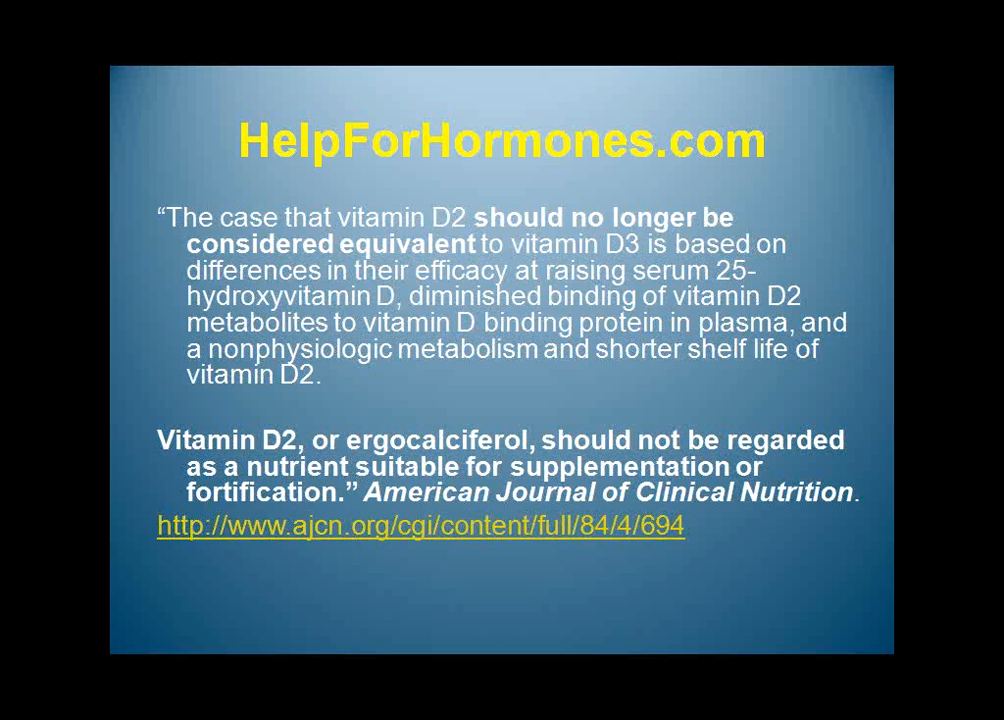 HelpForHormones.com
“The case that vitamin D2 should no longer be
considered equivalent to vitamin D3 is based on
differences in their efficacy at raising serum 25-
hydroxyvitamin D, diminished binding of vitamin D2
metabolites to vitamin D binding protein in plasma, and
a nonphysiologic metabolism and shorter shelf life of
vitamin D2.
Vitamin D2, or ergocalciferol, should not be regarded
as a nutrient suitable for supplementation or
fortification.” American Journal of Clinical Nutrition.
http://www.ajcn.org/cgi/content/full/84/4/694